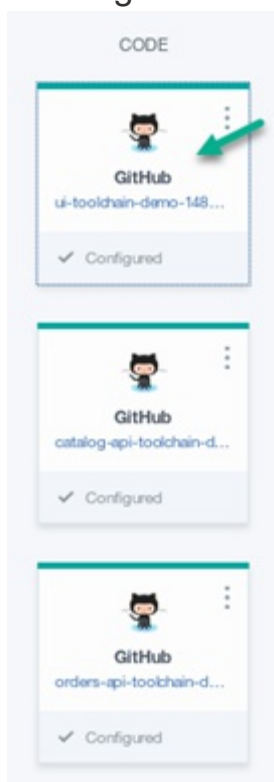 CODE
GitHub
ui-toolchain-demo-148...
Configured
GitHub
catalog-api-toolchain-d...
Configured
GitHub
orders-api-toolchain-d...
Configured